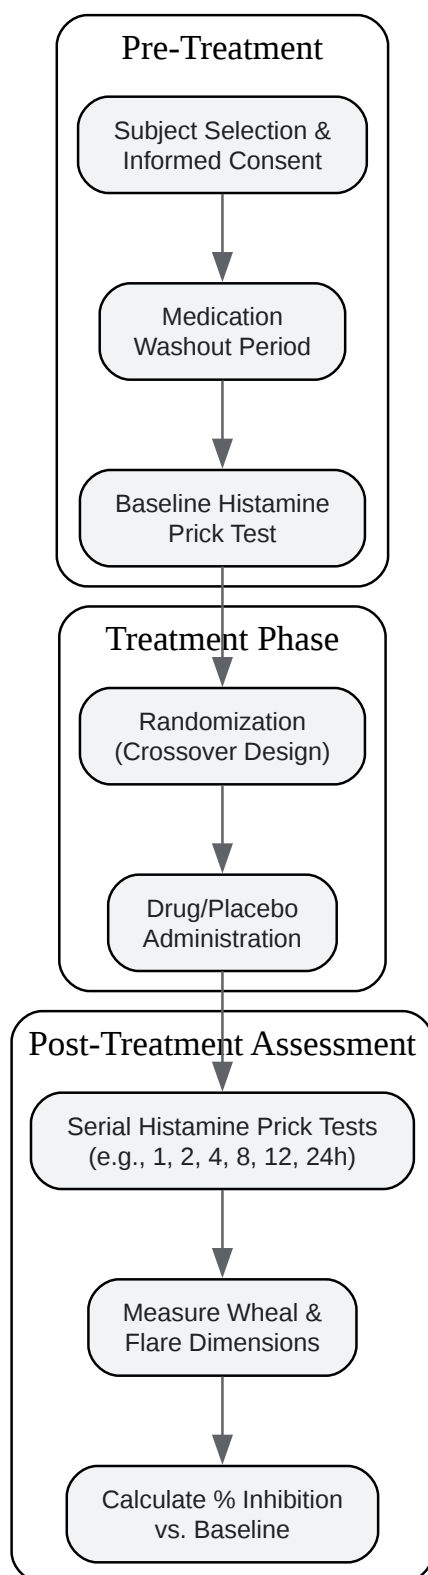 Pre-Treatment
Subject Selection &
Informed Consent
Medication
Washout Period
Baseline Histamine
Prick Test
Treatment Phase
Randomization
(Crossover Design)
Drug/Placebo
Administration
Post-Treatment Assessment
Serial Histamine Prick Tests
(e.g., 1, 2, 4, 8, 12, 24h)
Measure Wheal &
Flare Dimensions
Calculate % Inhibition
vs. Baseline